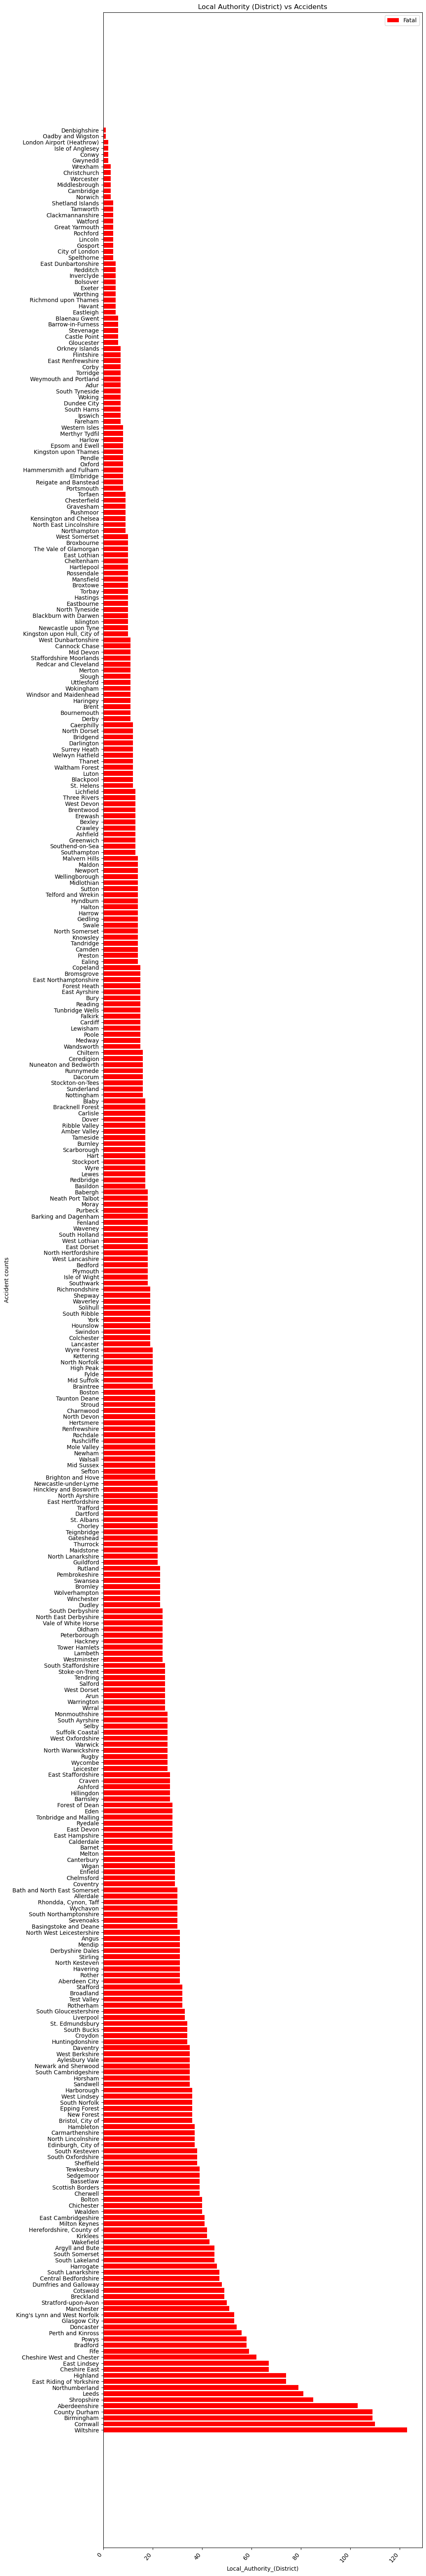 Local Authority (District) vs Accidents
Fatal
Denbighshire
Oadby and Wigston
London Airport (Heathrow)
Isle of Anglesey
Conwy
Gwynedd
Wrexham
Christchurch
Worcester
Middlesbrough
Cambridge
Norwich
Shetland Islands
Tamworth
Clackmannanshire
Watford
Great Yarmouth
Rochford
Lincoln
Gosport
City of London
Spelthorne
East Dunbartonshire
Redditch
Inverclyde
Bolsover
Exeter
Worthing
Richmond upon Thames
Havant
Eastleigh
Blaenau Gwent
Barrow-in-Furness
Stevenage
Castle Point
Gloucester
Orkney Islands
Flintshire
East Renfrewshire
Corby
Torridge
Weymouth and Portland
Adur
South Tyneside
Woking
Dundee City
South Hams
Ipswich
Fareham
Western Isles
Merthyr Tydfil
Harlow
Epsom and Ewell
Kingston upon Thames
Pendle
Oxford
Hammersmith and Fulham
Elmbridge
Reigate and Banstead
Portsmouth
Torfaen
Chesterfield
Gravesham
Rushmoor
Kensington and Chelsea
North East Lincolnshire
Northampton
West Somerset
Broxbourne
The Vale of Glamorgan
East Lothian
Cheltenham
Hartlepool
Rossendale
Mansfield
Broxtowe
Torbay
Hastings
Eastbourne
North Tyneside
Blackburn with Darwen
Islington
Newcastle upon Tyne
Kingston upon Hull, City of
West Dunbartonshire
Cannock Chase
Mid Devon
Staffordshire Moorlands
Redcar and Cleveland
Merton
Slough
Uttlesford
Wokingham
Windsor and Maidenhead
Haringey
Brent
Bournemouth
Derby
Caerphilly
North Dorset
Bridgend
Darlington
Surrey Heath
Welwyn Hatfield
Thanet
Waltham Forest
Luton
Blackpool
St. Helens
Lichfield
Three Rivers
West Devon
Brentwood
Erewash
Bexley
Crawley
Ashfield
Greenwich
Southend-on-Sea
Southampton
Malvern Hills
Maldon
Newport
Wellingborough
Midlothian
Sutton
Telford and Wrekin
Hyndburn
Halton
Harrow
Gedling
Swale
North Somerset
Knowsley
Tandridge
Camden
Preston
Ealing
Copeland
Bromsgrove
East Northamptonshire
Forest Heath
East Ayrshire
Bury
Reading
Tunbridge Wells
Falkirk
Cardiff
Lewisham
Poole
Medway
Wandsworth
Chiltern
Ceredigion
Nuneaton and Bedworth
Runnymede
Dacorum
Stockton-on-Tees
Sunderland
Nottingham
Blaby
Bracknell Forest
Carlisle
Dover
Ribble Valley
Amber Valley
Tameside
Burnley
Scarborough
Hart
Stockport
Wyre
Lewes
Redbridge
Basildon
Babergh
Neath Port Talbot
Moray
Purbeck
Barking and Dagenham
Fenland
Waveney
South Holland
West Lothian
East Dorset
North Hertfordshire
West Lancashire
Bedford
Plymouth
Isle of Wight
Southwark
Richmondshire
Shepway
Waverley
Solihull
South Ribble
York
Hounslow
Swindon
Colchester
Lancaster
Wyre Forest
Kettering
North Norfolk
High Peak
Fylde
Mid Suffolk
Braintree
Boston
Taunton Deane
Stroud
Charnwood
North Devon
Hertsmere
Renfrewshire
Rochdale
Rushcliffe
Mole Valley
Newham
Walsall
Mid Sussex
Sefton
Brighton and Hove
Newcastle-under-Lyme
Hinckley and Bosworth
North Ayrshire
East Hertfordshire
Trafford
Dartford
St. Albans
Chorley
Teignbridge
Gateshead
Thurrock
Maidstone
North Lanarkshire
Guildford
Rutland
Pembrokeshire
Swansea
Bromley
Wolverhampton
Winchester
Dudley
South Derbyshire
North East Derbyshire
Vale of White Horse
Oldham
Peterborough
Hackney
Tower Hamlets
Lambeth
Westminster
South Staffordshire
Stoke-on-Trent
Tendring
Salford
West Dorset
Arun
Warrington
Wirral
Monmouthshire
South Ayrshire
Selby
Suffolk Coastal
West Oxfordshire
Warwick
North Warwickshire
Rugby
Wycombe
Leicester
East Staffordshire
Craven
Ashford
Hillingdon
Barnsley
Forest of Dean
Eden
Tonbridge and Malling
Ryedale
East Devon
East Hampshire
Calderdale
Barnet
Melton
Canterbury
Wigan
Enfield
Chelmsford
Coventry
Bath and North East Somerset
Allerdale
Rhondda, Cynon, Taff
Wychavon
South Northamptonshire
Sevenoaks
Basingstoke and Deane
North West Leicestershire
Angus
Mendip
Derbyshire Dales
Stirling
North Kesteven
Havering
Rother
Aberdeen City
Stafford
Broadland
Test Valley
Rotherham
South Gloucestershire
Liverpool
St. Edmundsbury
South Bucks
Croydon
Huntingdonshire
Daventry
West Berkshire
Aylesbury Vale
Newark and Sherwood
South Cambridgeshire
Horsham
Sandwell
Harborough
West Lindsey
South Norfolk
Epping Forest
New Forest
Bristol, City of
Hambleton
Carmarthenshire
North Lincolnshire
Edinburgh, City of
South Kesteven
South Oxfordshire
Sheffield
Tewkesbury
Sedgemoor
Bassetlaw
Scottish Borders
Cherwell
Bolton
Chichester
Wealden
East Cambridgeshire
Milton Keynes
Herefordshire, County of
Kirklees
Wakefield
Argyll and Bute
South Somerset
South Lakeland
Harrogate
South Lanarkshire
Central Bedfordshire
Dumfries and Galloway
Cotswold
Breckland
Stratford-upon-Avon
Manchester
King's Lynn and West Norfolk
Glasgow City
Doncaster
Perth and Kinross
Powys
Bradford
Fife
Cheshire West and Chester
East Lindsey
Cheshire East
Highland
East Riding of Yorkshire
Northumberland
Leeds
Shropshire
Aberdeenshire
County Durham
Birmingham
Cornwall
Wiltshire
Accident counts
0
20
40
60
80
100
120
Local_Authority_(District)